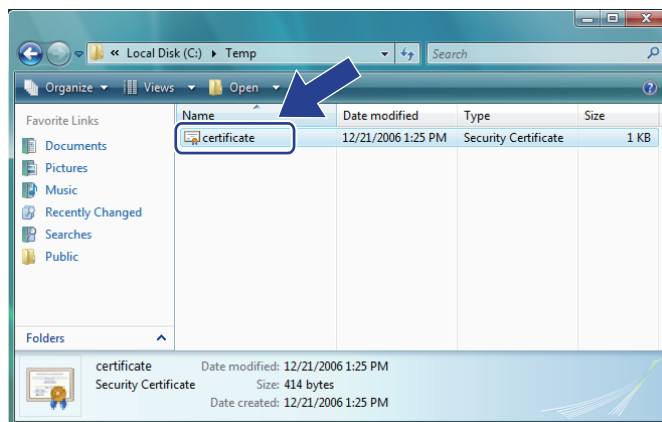 « Local Disk (C:) ▸ Temp Search
Organize Views Open
Favorite Links
Documents
Pictures
Music
Recently Changed
Searches
Public
Folders
Name Date modified Type Size
certificate 12/21/2006 1:25 PM Security Certificate 1 KB
certificate Date modified: 12/21/2006 1:25 PM
Security Certificate Size: 414 bytes
Date created: 12/21/2006 1:25 PM